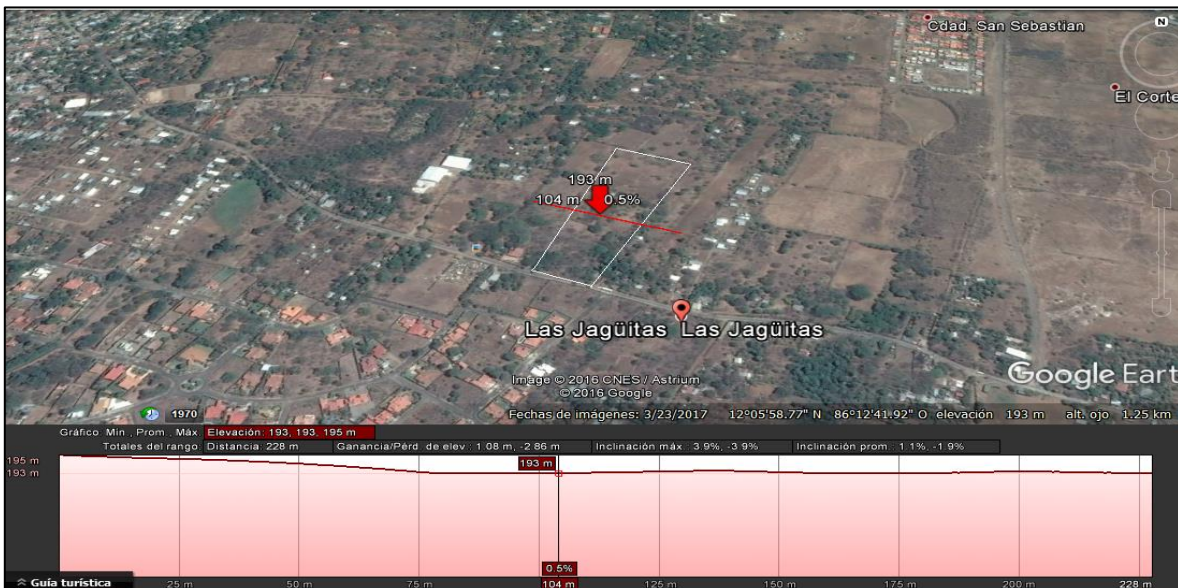 Cdad. San Sebastian
N
El Corte
193 m
104 m 0.5%
Las Jagüitas Las Jagüitas
Image © 2016 CNES / Astrium
© 2016 Google
Google Eart
1970
Fechas de imágenes: 3/23/2017 12°05'58.77" N 86°12'41.92" O elevación 193 m alt. ojo 1.25 km
Gráfico: Mín., Prom., Máx. Elevación: 193, 193, 195 m
Totales del rango: Distancia: 228 m Ganancia/Pérd. de elev.: 1.08 m, -2.86 m Inclinación máx.: 3.9%, -3.9% Inclinación prom.: 1.1%, -1.9%
195 m
193 m
193 m
0.5%
Guía turística
25 m 50 m 75 m 104 m 125 m 150 m 175 m 200 m 228 m